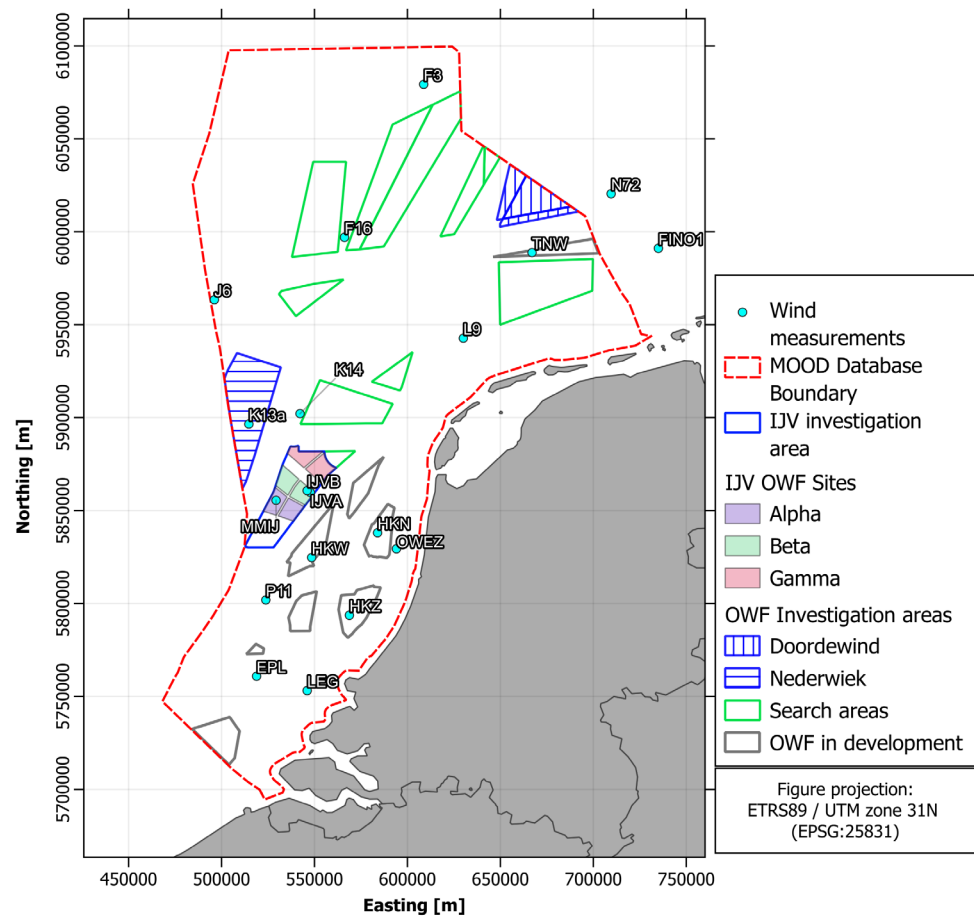 6100000
6050000
6000000
5950000
5900000
5850000
5800000
5750000
5700000
Northing [m]
450000
500000
550000
600000
650000
700000
750000
Easting [m]
F3
N72
F16
TNW
FINO1
J6
L9
K14
K13a
IJVB
IJVA
MMIJ
HKN
OWEZ
HKW
P11
HKZ
EPL
LEG
Wind
measurements
MOOD Database
Boundary
IJV investigation
area
IJV OWF Sites
Alpha
Beta
Gamma
OWF Investigation areas
Doordewind
Nederwiek
Search areas
OWF in development
Figure projection:
ETRS89 / UTM zone 31N
(EPSG:25831)